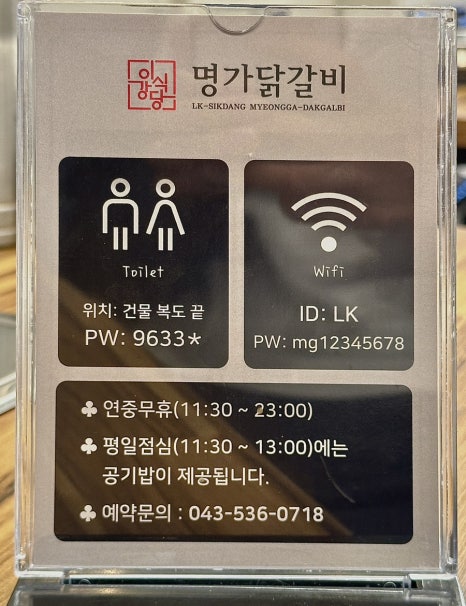 이식
강당
명가닭갈비
LK-SIKDANG MYEONGGA-DAKGALBI
Toilet
위치: 건물 복도 끝
PW: 9633*
Wifi
ID: LK
PW: mg12345678
♣ 연중무휴(11:30 ~ 23:00)
♣ 평일점심(11:30 ~ 13:00)에는
공기밥이 제공됩니다.
♣ 예약문의 : 043-536-0718